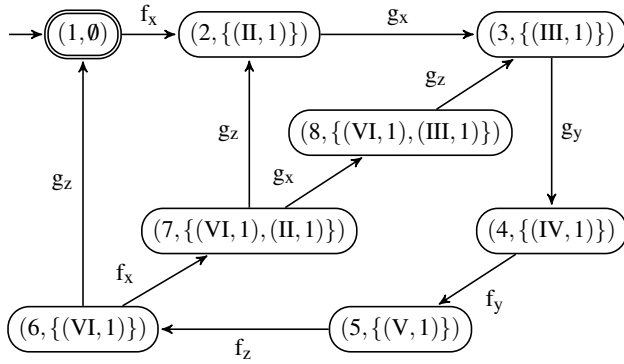 (1, ∅) f_x (2, {(II, 1)}) g_x (3, {(III, 1)})
g_z
(8, {(VI, 1), (III, 1)})
g_z g_z g_x g_y
(7, {(VI, 1), (II, 1)}) (4, {(IV, 1)})
f_x f_y
(6, {(VI, 1)}) f_z (5, {(V, 1)})